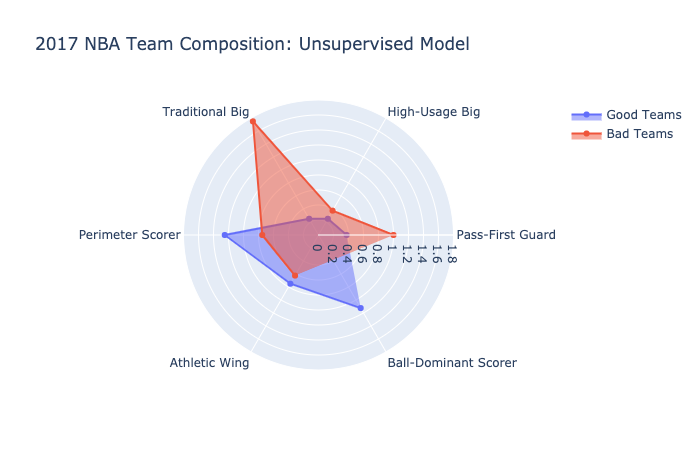 2017 NBA Team Composition: Unsupervised Model
Traditional Big
High-Usage Big
Good Teams
Bad Teams
Perimeter Scorer
Pass-First Guard
0
0.2
0.4
0.6
0.8
1
1.2
1.4
1.6
1.8
Athletic Wing
Ball-Dominant Scorer